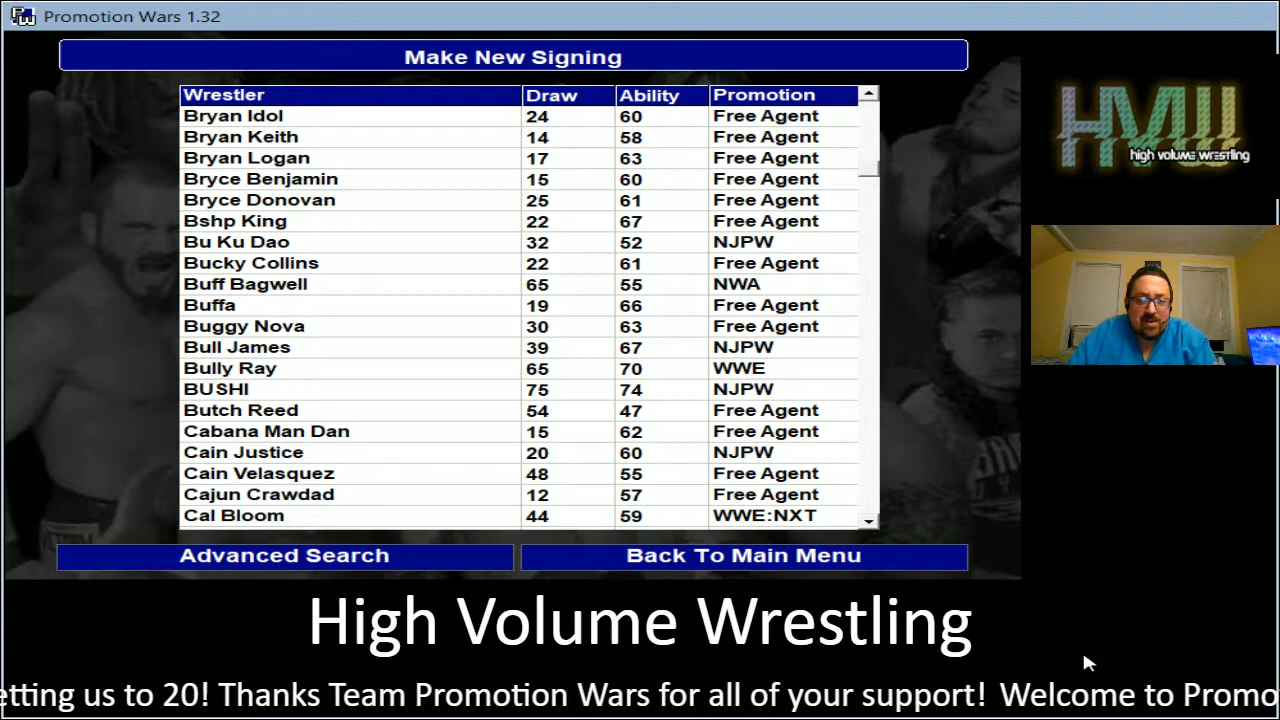 Promotion Wars 1.32
Make New Signing
Wrestler Draw Ability Promotion
Bryan Idol 24 60 Free Agent
Bryan Keith 14 58 Free Agent
Bryan Logan 17 63 Free Agent
Bryce Benjamin 15 60 Free Agent
Bryce Donovan 25 61 Free Agent
Bshp King 22 67 Free Agent
Bu Ku Dao 32 52 NJPW
Bucky Collins 22 61 Free Agent
Buff Bagwell 65 55 NWA
Buffa 19 66 Free Agent
Buggy Nova 30 63 Free Agent
Bull James 39 67 NJPW
Bully Ray 65 70 WWE
BUSHI 75 74 NJPW
Butch Reed 54 47 Free Agent
Cabana Man Dan 15 62 Free Agent
Cain Justice 20 60 NJPW
Cain Velasquez 48 55 Free Agent
Cajun Crawdad 12 57 Free Agent
Cal Bloom 44 59 WWE:NXT
Advanced Search Back To Main Menu
HVW
high volume wrestling
High Volume Wrestling
etting us to 20! Thanks Team Promotion Wars for all of your support! Welcome to Promo